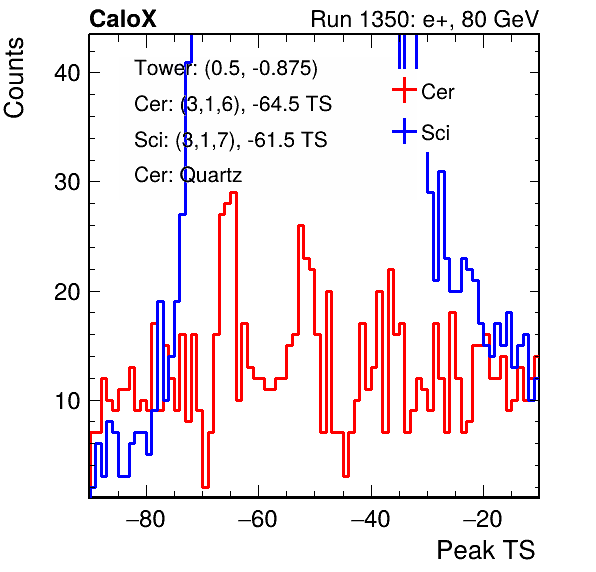 CaloX Run 1350: e+, 80 GeV
Counts
Tower: (0.5, -0.875)
Cer: (3,1,6), -64.5 TS
Sci: (3,1,7), -61.5 TS
Cer: Quartz
Cer
Sci
40
30
20
10
−80 −60 −40 −20
Peak TS